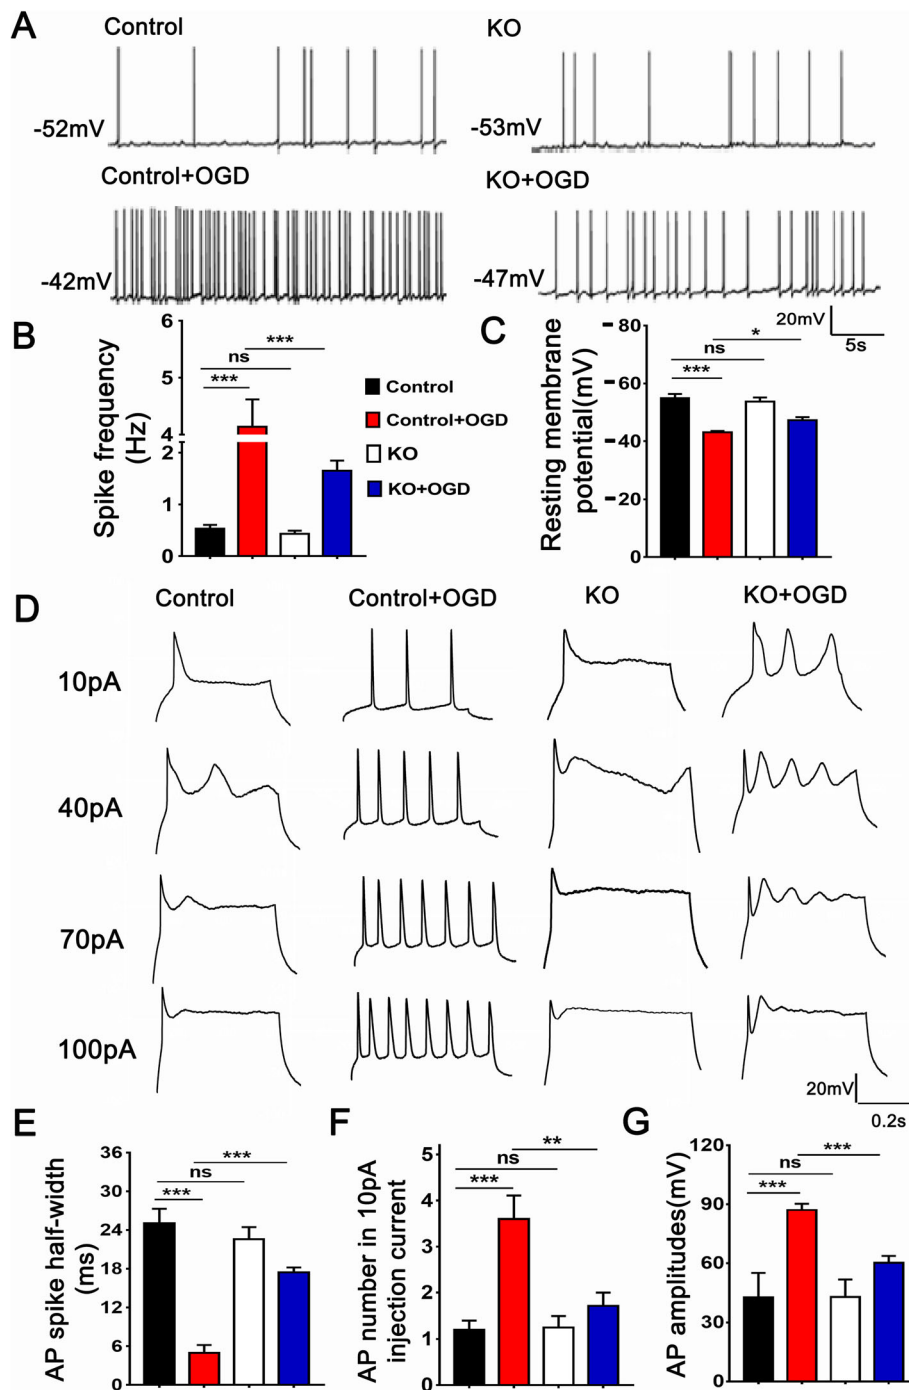 A
Control
KO
-52mV
-53mV
Control+OGD
KO+OGD
-42mV
-47mV
20mV
5s
B
Spike frequency
(Hz)
6
5
4
2
1
0
***
ns
***
Control
Control+OGD
KO
KO+OGD
C
Resting membrane
potential(mV)
- 80
- 60
- 40
- 20
0
*
ns
***
D
Control
Control+OGD
KO
KO+OGD
10pA
40pA
70pA
100pA
20mV
0.2s
E
AP spike half-width
(ms)
36
30
24
18
12
6
0
***
ns
***
F
AP number in 10pA
injection current
5
4
3
2
1
0
**
ns
***
G
AP amplitudes(mV)
120
90
60
30
0
***
ns
***